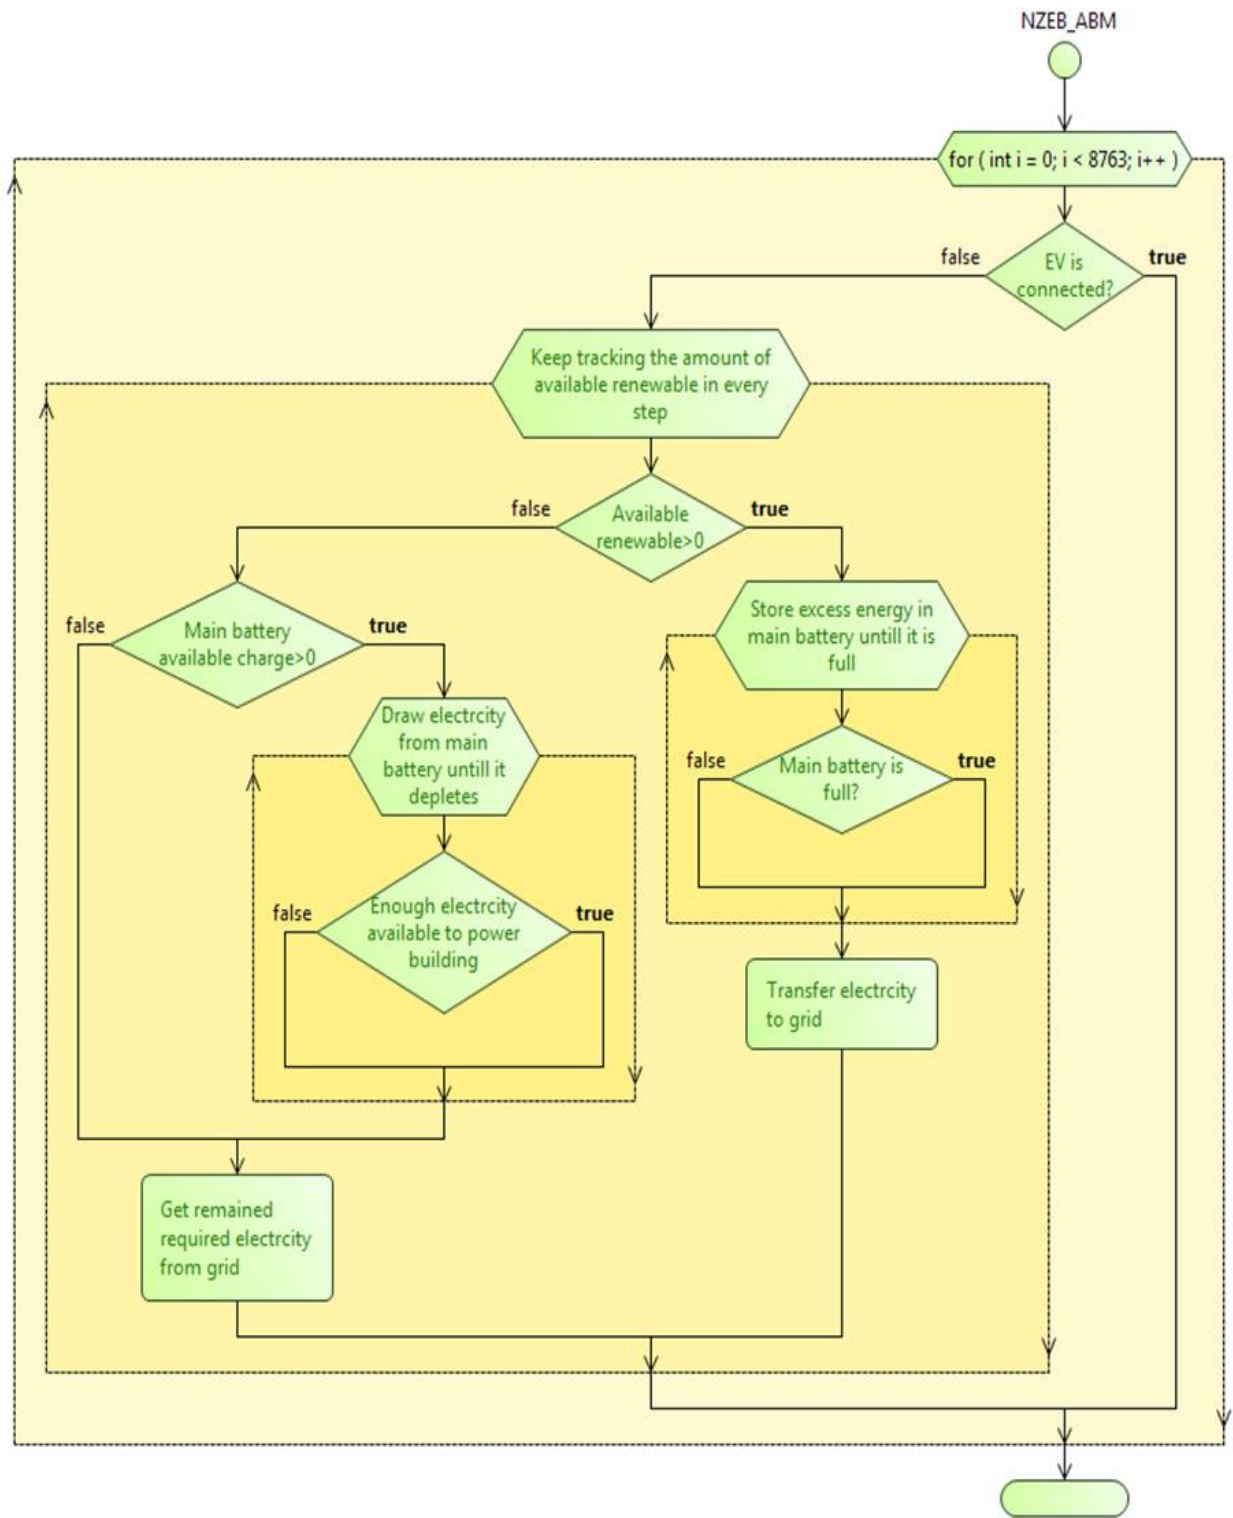 NZEB_ABM
for ( int i = 0; i < 8763; i++ )
false
true
EV is
connected?
Keep tracking the amount of
available renewable in every
step
false
true
Available
renewable>0
false
true
Main battery
available charge>0
Store excess energy in
main battery untill it is
full
Draw electrcity
from main
battery untill it
depletes
false
true
Main battery is
full?
false
true
Enough electrcity
available to power
building
Transfer electrcity
to grid
Get remained
required electrcity
from grid